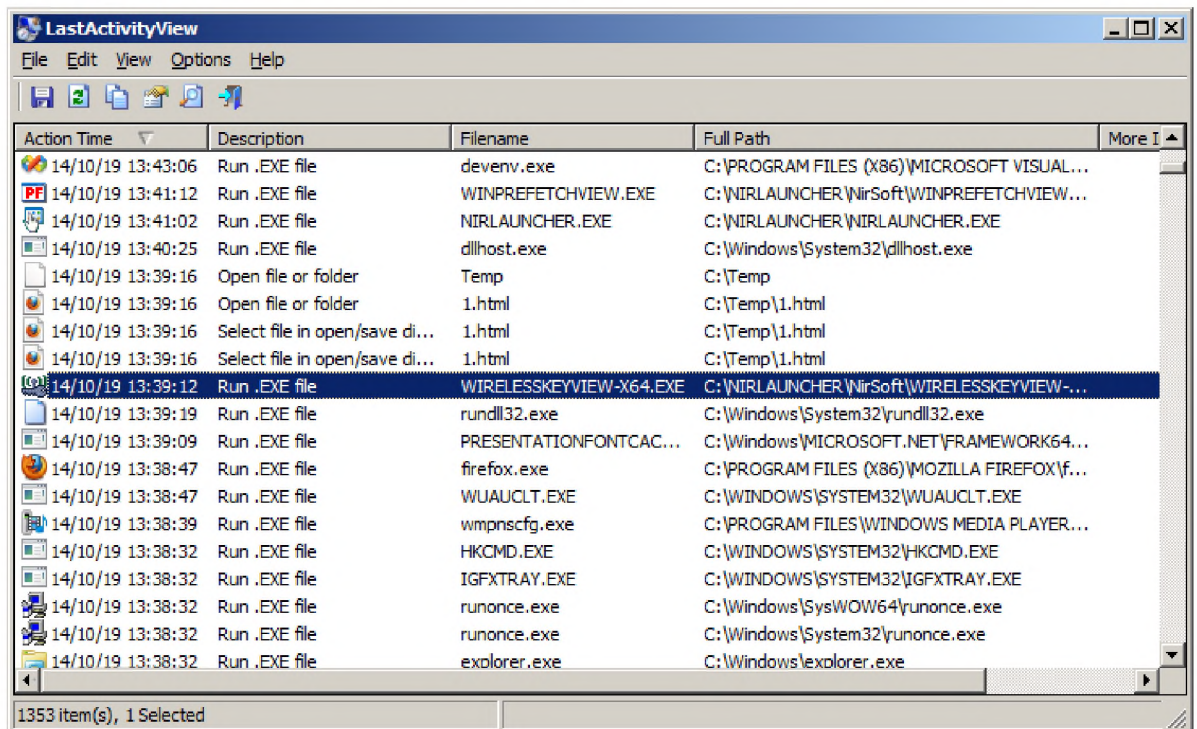 LastActivityView
File Edit View Options Help
Action Time Description Filename Full Path More I
14/10/19 13:43:06 Run .EXE file devenv.exe C:\PROGRAM FILES (X86)\MICROSOFT VISUAL...
PF 14/10/19 13:41:12 Run .EXE file WINPREFETCHVIEW.EXE C:\NIRLAUNCHER\NirSoft\WINPREFETCHVIEW...
14/10/19 13:41:02 Run .EXE file NIRLAUNCHER.EXE C:\NIRLAUNCHER\NIRLAUNCHER.EXE
14/10/19 13:40:25 Run .EXE file dllhost.exe C:\Windows\System32\dllhost.exe
14/10/19 13:39:16 Open file or folder Temp C:\Temp
14/10/19 13:39:16 Open file or folder 1.html C:\Temp\1.html
14/10/19 13:39:16 Select file in open/save di... 1.html C:\Temp\1.html
14/10/19 13:39:16 Select file in open/save di... 1.html C:\Temp\1.html
14/10/19 13:39:12 Run .EXE file WIRELESSKEYVIEW-X64.EXE C:\NIRLAUNCHER\NirSoft\WIRELESSKEYVIEW-...
14/10/19 13:39:19 Run .EXE file rundll32.exe C:\Windows\System32\rundll32.exe
14/10/19 13:39:09 Run .EXE file PRESENTATIONFONTCAC... C:\Windows\MICROSOFT.NET\FRAMEWORK64...
14/10/19 13:38:47 Run .EXE file firefox.exe C:\PROGRAM FILES (X86)\MOZILLA FIREFOX\f...
14/10/19 13:38:47 Run .EXE file WUAUCLT.EXE C:\WINDOWS\SYSTEM32\WUAUCLT.EXE
14/10/19 13:38:39 Run .EXE file wmpnscfg.exe C:\PROGRAM FILES\WINDOWS MEDIA PLAYER...
14/10/19 13:38:32 Run .EXE file HKCMD.EXE C:\WINDOWS\SYSTEM32\HKCMD.EXE
14/10/19 13:38:32 Run .EXE file IGFXTRAY.EXE C:\WINDOWS\SYSTEM32\IGFXTRAY.EXE
14/10/19 13:38:32 Run .EXE file runonce.exe C:\Windows\SysWOW64\runonce.exe
14/10/19 13:38:32 Run .EXE file runonce.exe C:\Windows\System32\runonce.exe
14/10/19 13:38:32 Run .EXE file explorer.exe C:\Windows\explorer.exe
1353 item(s), 1 Selected